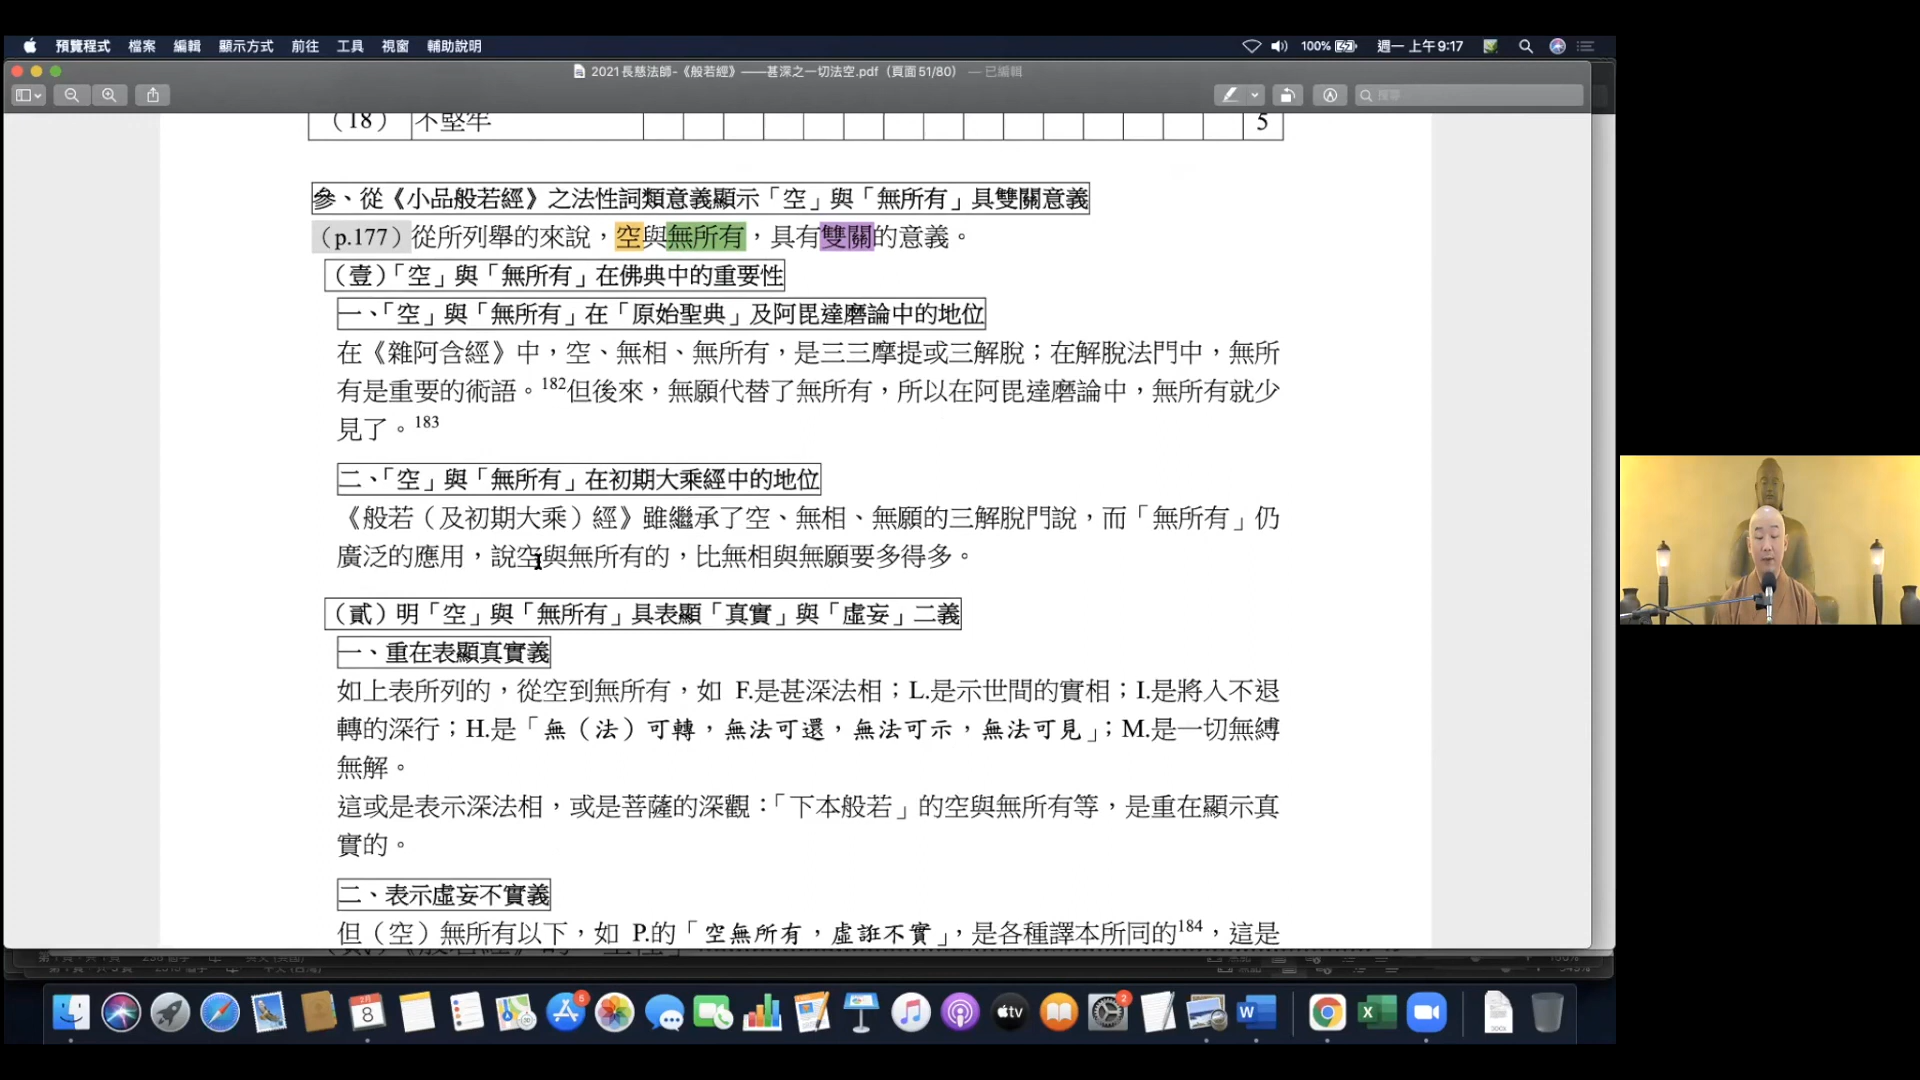 預覽程式 檔案 編輯 顯示方式 前往 工具 視窗 輔助說明 100% 週一 上午9:17
2021長慈法師-《般若經》——甚深之一切法空.pdf（頁面 51/80） — 已編輯
搜尋
（18） 不堅牢 5
參、從《小品般若經》之法性詞類意義顯示「空」與「無所有」具雙關意義
（p.177）從所列舉的來說，空與無所有，具有雙關的意義。
（壹）「空」與「無所有」在佛典中的重要性
一、「空」與「無所有」在「原始聖典」及阿毘達磨論中的地位
在《雜阿含經》中，空、無相、無所有，是三三摩提或三解脫；在解脫法門中，無所
有是重要的術語。182但後來，無願代替了無所有，所以在阿毘達磨論中，無所有就少
見了。183
二、「空」與「無所有」在初期大乘經中的地位
《般若（及初期大乘）經》雖繼承了空、無相、無願的三解脫門說，而「無所有」仍
廣泛的應用，說空與無所有的，比無相與無願要多得多。
（貳）明「空」與「無所有」具表顯「真實」與「虛妄」二義
一、重在表顯真實義
如上表所列的，從空到無所有，如 F.是甚深法相；L.是示世間的實相；I.是將入不退
轉的深行；H.是「無（法）可轉，無法可還，無法可示，無法可見」；M.是一切無縛
無解。
這或是表示深法相，或是菩薩的深觀：「下本般若」的空與無所有等，是重在顯示真
實的。
二、表示虛妄不實義
但（空）無所有以下，如 P.的「空無所有，虛誑不實」，是各種譯本所同的184，這是
7月
8
6
tv
2
W
X
DOCX